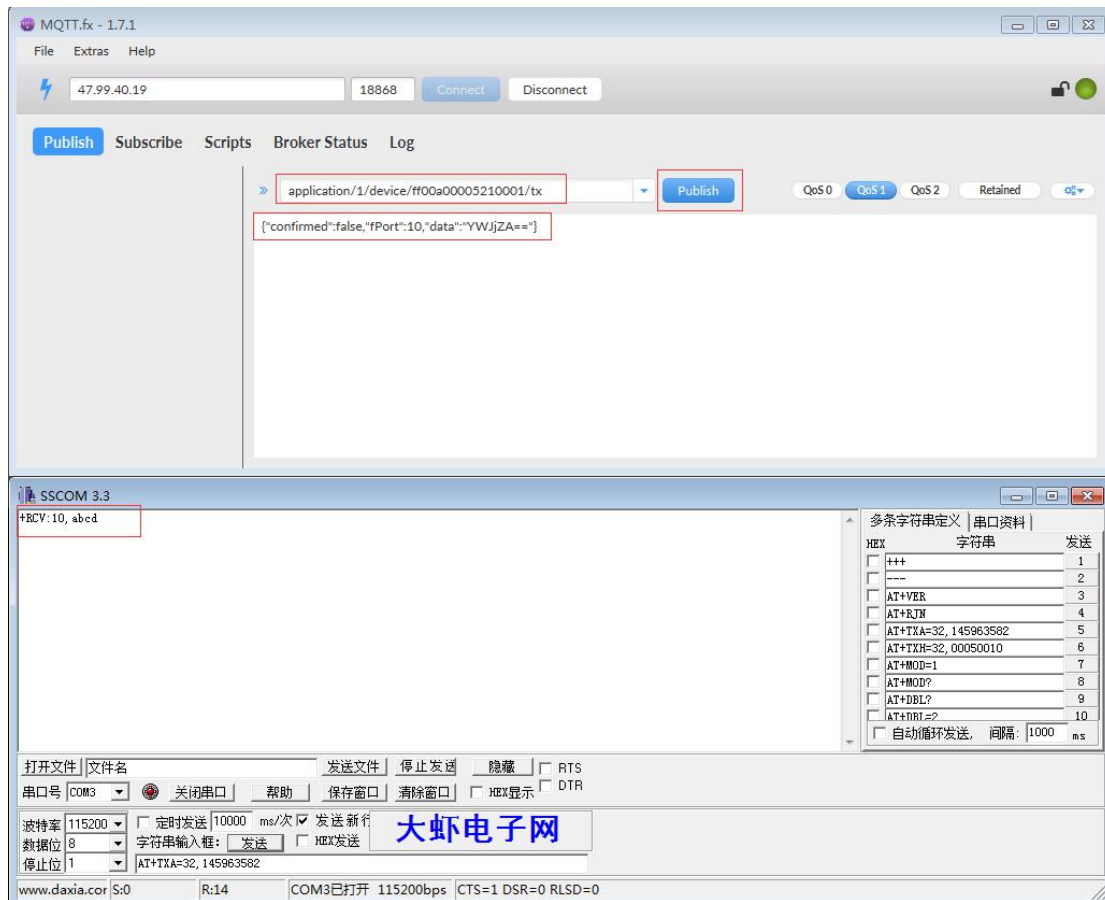 MQTT.fx - 1.7.1
File Extras Help
47.99.40.19 18868 Connect Disconnect
Publish Subscribe Scripts Broker Status Log
» application/1/device/ff00a00005210001/tx Publish QoS 0 QoS 1 QoS 2 Retained
{"confirmed":false,"fPort":10,"data":"YWJjZA=="}
SSCOM 3.3
+RCV:10, abcd
多条字符串定义 串口资料
HEX 字符串 发送
+++ 1
--- 2
AT+VER 3
AT+RJN 4
AT+TXA=32, 145963582 5
AT+TXH=32, 00050010 6
AT+MOD=1 7
AT+MOD? 8
AT+DBL? 9
AT+DBL=2 10
自动循环发送, 间隔: 1000 ms
打开文件 文件名 发送文件 停止发送 隐藏 RTS
串口号 COM3 关闭串口 帮助 保存窗口 清除窗口 HEX显示 DTR
波特率 115200 定时发送 10000 ms/次 发送新行
大虾电子网
数据位 8 字符串输入框: 发送 HEX发送
停止位 1 AT+TXA=32, 145963582
www.daxia.cor S:0 R:14 COM3已打开 115200bps CTS=1 DSR=0 RLSD=0